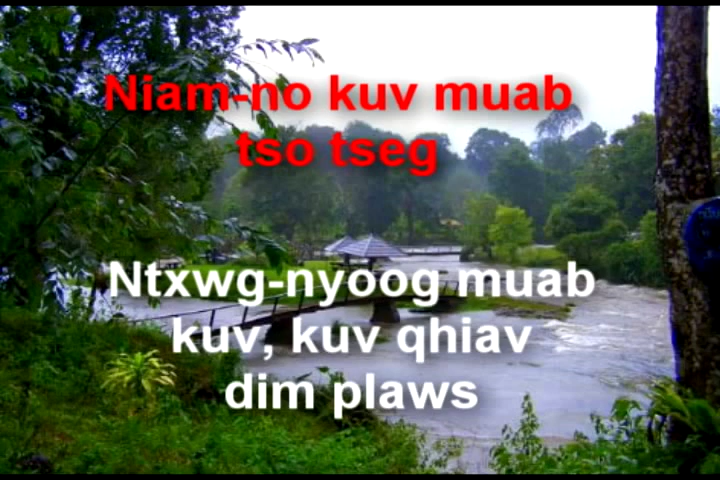 Niam-no kuv muab
tso tseg
Ntxwg-nyoog muab
kuv, kuv qhiav
dim plaws